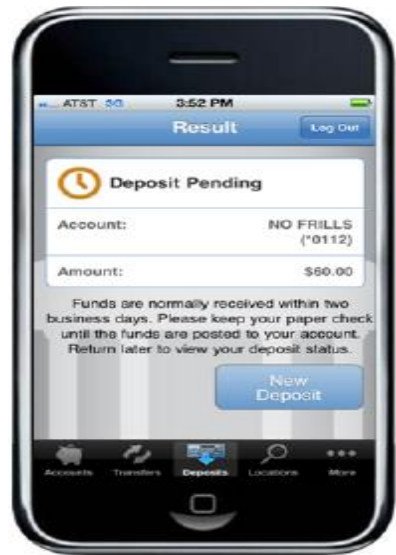 AT&T 3G 3:52 PM
Result
Log Out
Deposit Pending
Account: NO FRILLS
(*0112)
Amount: $60.00
Funds are normally received within two
business days. Please keep your paper check
until the funds are posted to your account.
Return later to view your deposit status.
New
Deposit
Accounts Transfers Deposits Locations More